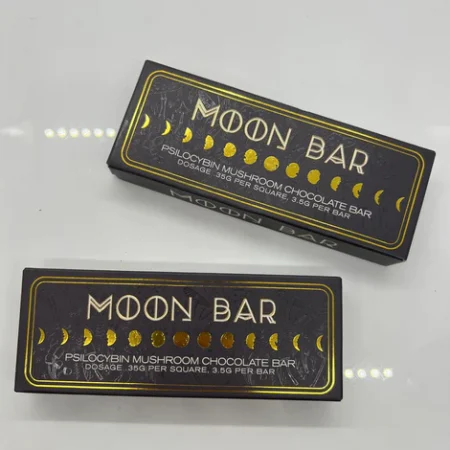 MOON BAR
PSILOCYBIN MUSHROOM CHOCOLATE BAR
DOSAGE .35G PER SQUARE, 3.5G PER BAR
MOON BAR
MOON BAR
PSILOCYBIN MUSHROOM CHOCOLATE BAR
DOSAGE .35G PER SQUARE, 3.5G PER BAR